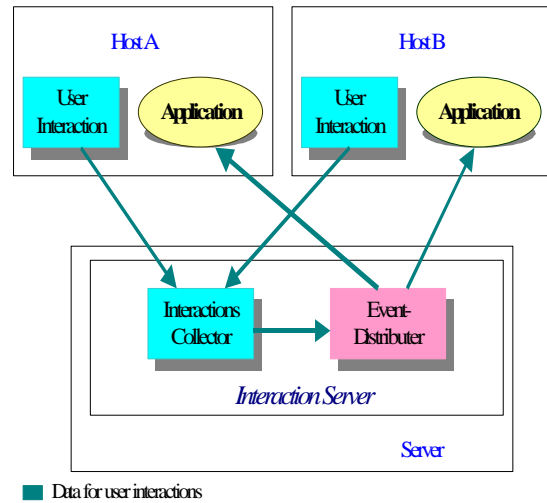 Host A
User
Interaction
Application
Host B
User
Interaction
Application
Interactions
Collector
Event-
Distributer
Interaction Server
Server
Data for user interactions